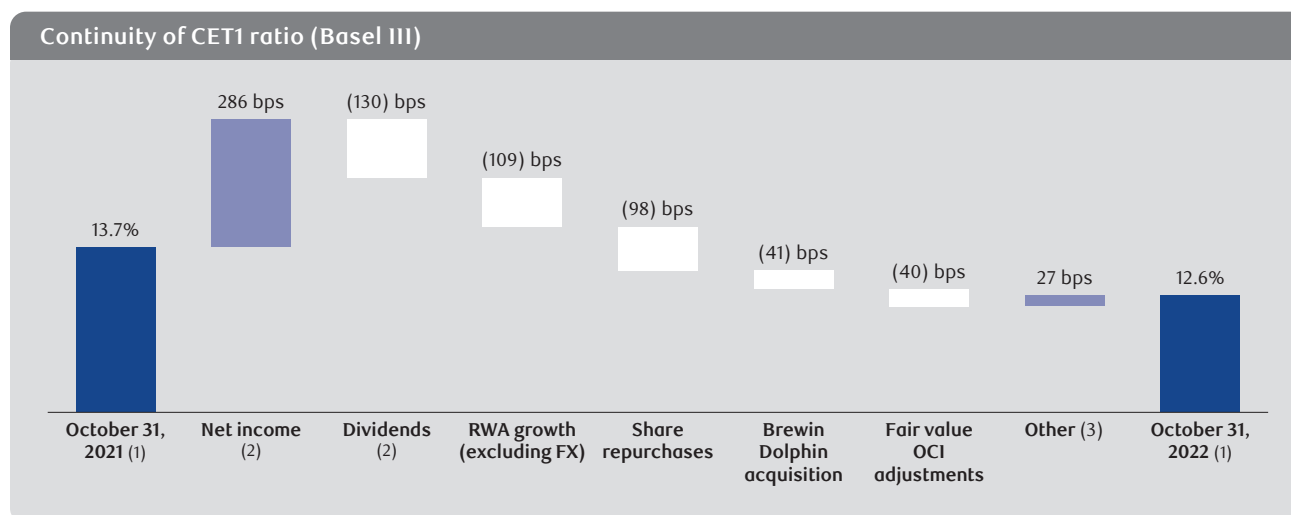 Continuity of CET1 ratio (Basel III)
286 bps
(130) bps
(109) bps
(98) bps
13.7%
(41) bps
(40) bps
27 bps
12.6%
October 31,
2021 (1)
Net income
(2)
Dividends
(2)
RWA growth
(excluding FX)
Share
repurchases
Brewin
Dolphin
acquisition
Fair value
OCI
adjustments
Other (3)
October 31,
2022 (1)